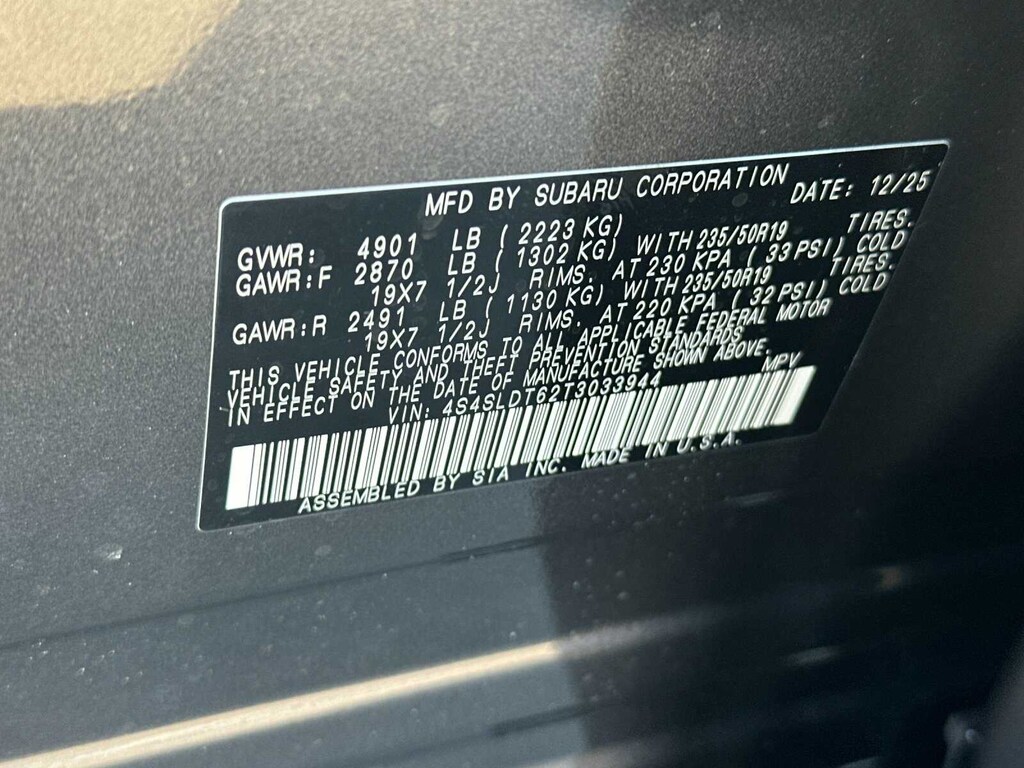 MFD BY SUBARU CORPORATION DATE: 12/25
GVWR: 4901 LB ( 2223 KG)
GAWR:F 2870 LB ( 1302 KG) WITH 235/50R19 TIRES.
19X7 1/2J RIMS. AT 230 KPA ( 33 PSI) COLD
GAWR:R 2491 LB ( 1130 KG) WITH 235/50R19 TIRES.
19X7 1/2J RIMS. AT 220 KPA ( 32 PSI) COLD
THIS VEHICLE CONFORMS TO ALL APPLICABLE FEDERAL MOTOR
VEHICLE SAFETY AND THEFT PREVENTION STANDARDS
IN EFFECT ON THE DATE OF MANUFACTURE SHOWN ABOVE.
VIN: 4S4SLDT62T3033944 MPV
ASSEMBLED BY SIA INC. MADE IN U.S.A.